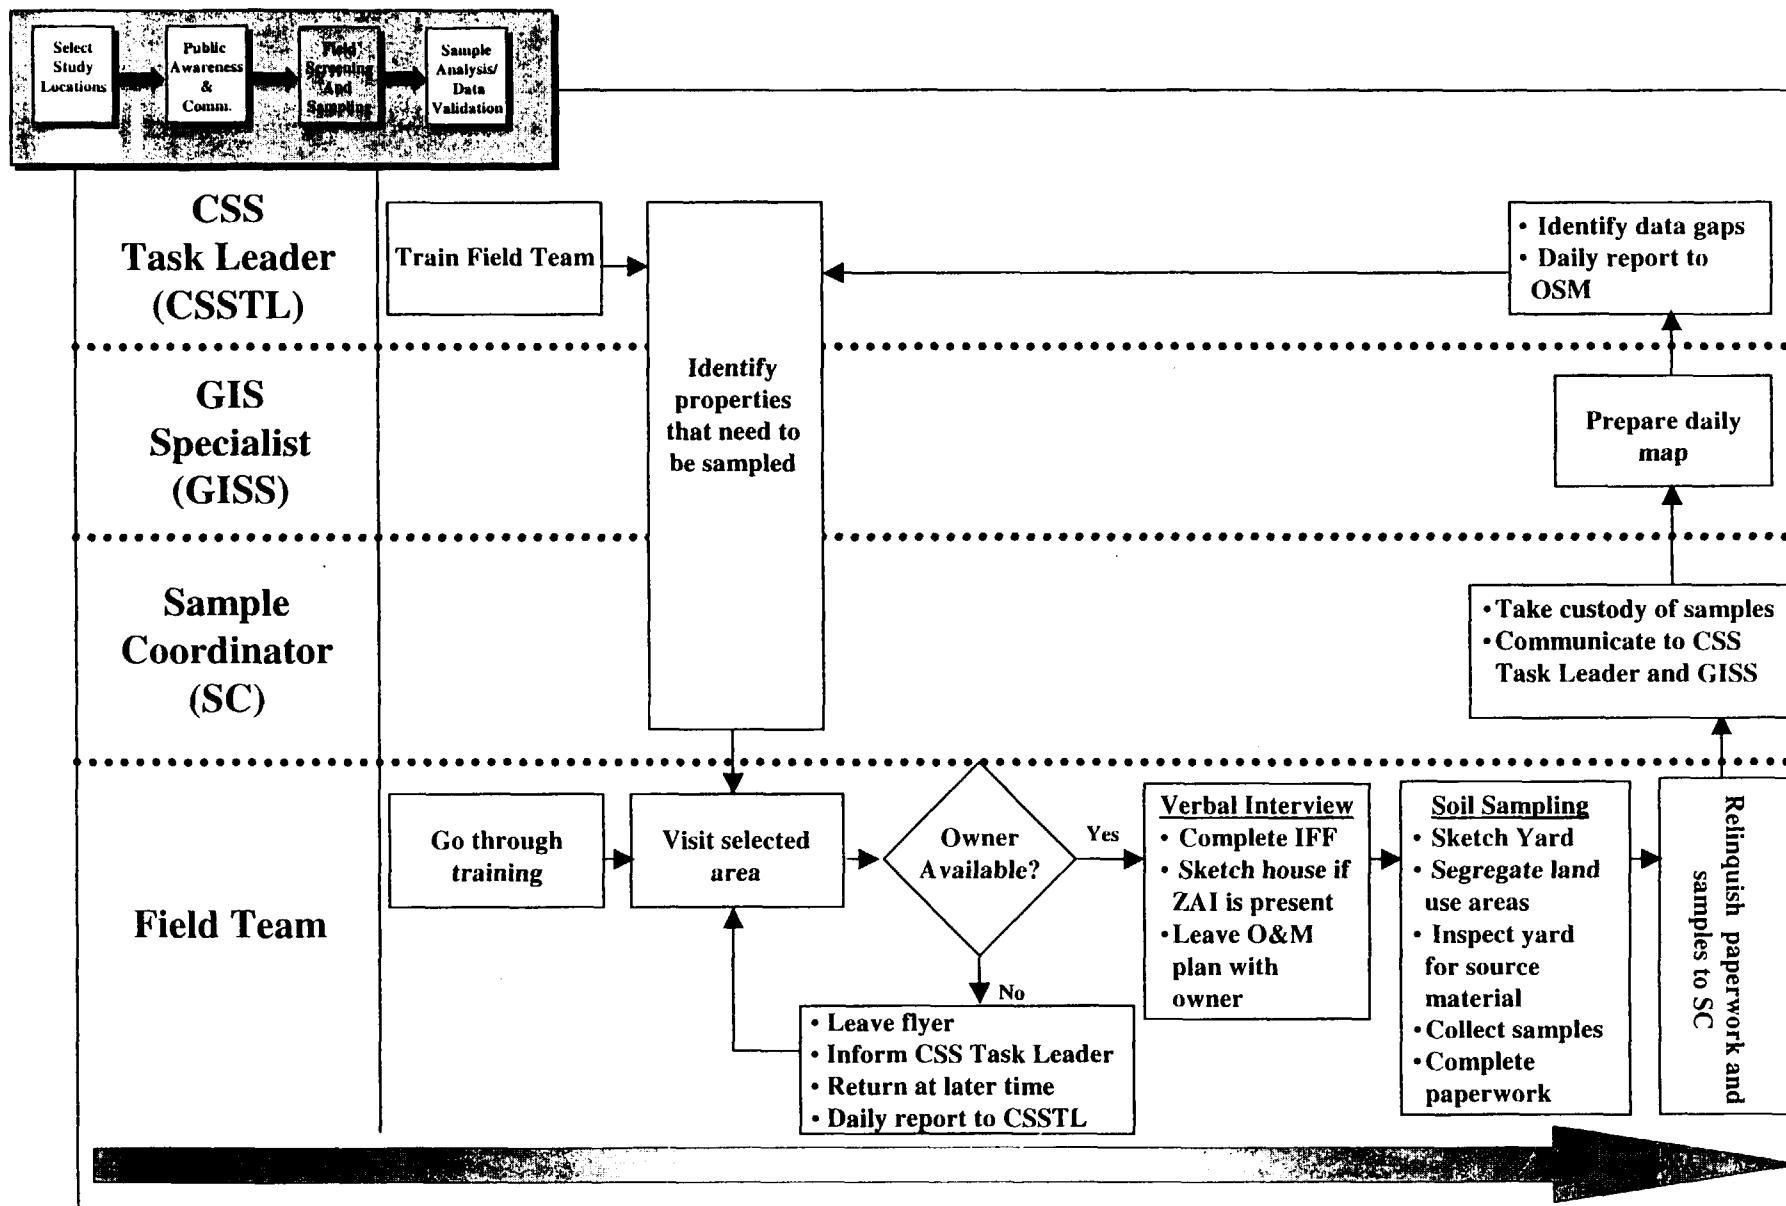 Select
Study
Locations
Public
Awareness
&
Comm.
Field
Screening
And
Sampling
Sample
Analysis/
Data
Validation
CSS
Task Leader
(CSSTL)
Train Field Team
• Identify data gaps
• Daily report to
OSM
GIS
Specialist
(GISS)
Identify
properties
that need to
be sampled
Prepare daily
map
Sample
Coordinator
(SC)
• Take custody of samples
• Communicate to CSS
Task Leader and GISS
Field Team
Go through
training
Visit selected
area
Owner
Available?
Yes
No
• Leave flyer
• Inform CSS Task Leader
• Return at later time
• Daily report to CSSTL
Verbal Interview
• Complete IFF
• Sketch house if
ZAI is present
• Leave O&M
plan with
owner
Soil Sampling
• Sketch Yard
• Segregate land
use areas
• Inspect yard
for source
material
• Collect samples
• Complete
paperwork
Relinquish paperwork and
samples to SC